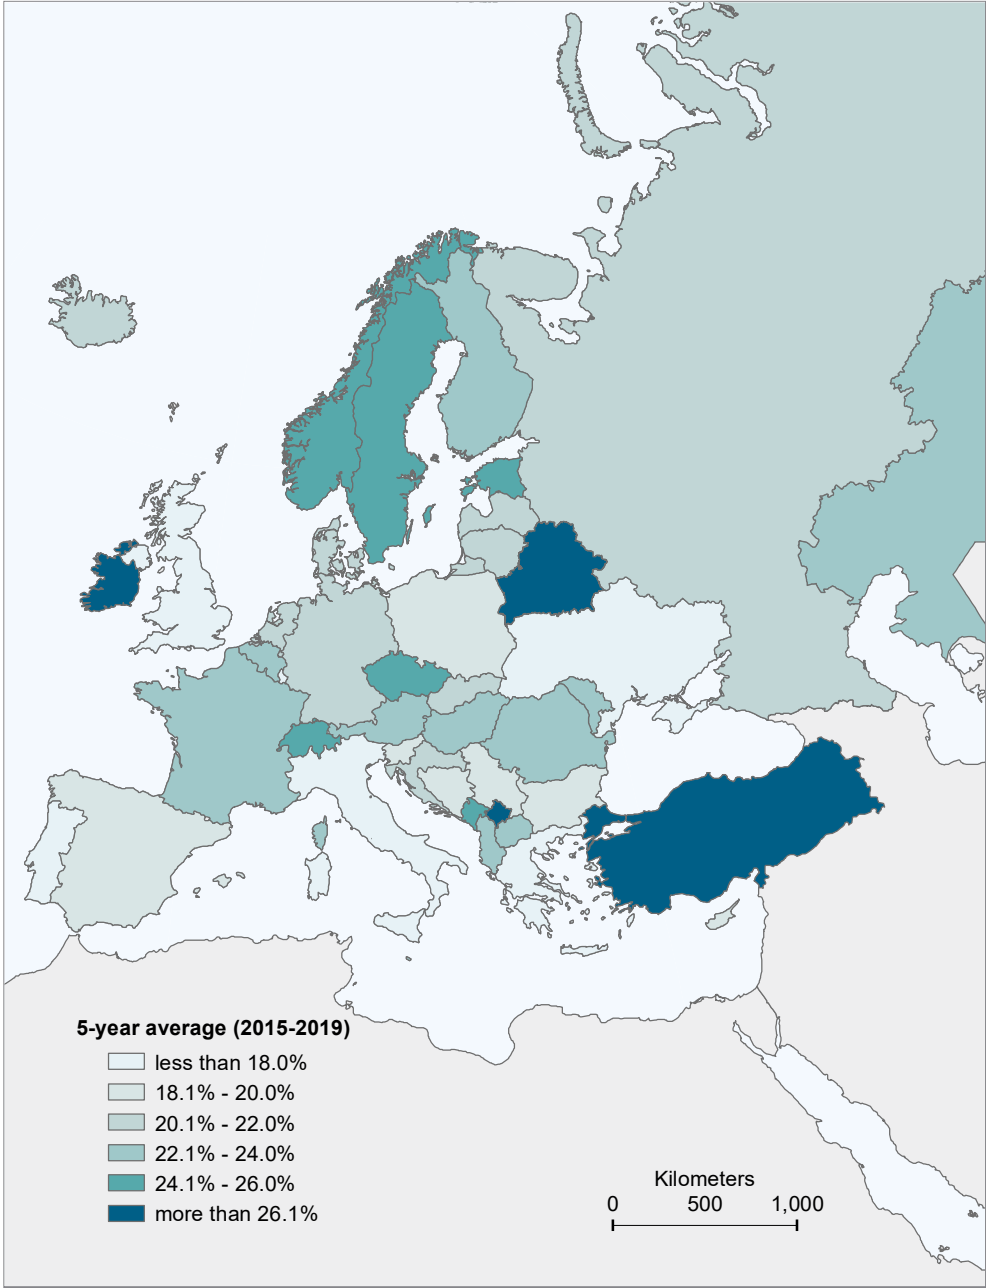 5-year average (2015-2019)
less than 18.0%
18.1% - 20.0%
20.1% - 22.0%
22.1% - 24.0%
24.1% - 26.0%
more than 26.1%
Kilometers
0 500 1,000